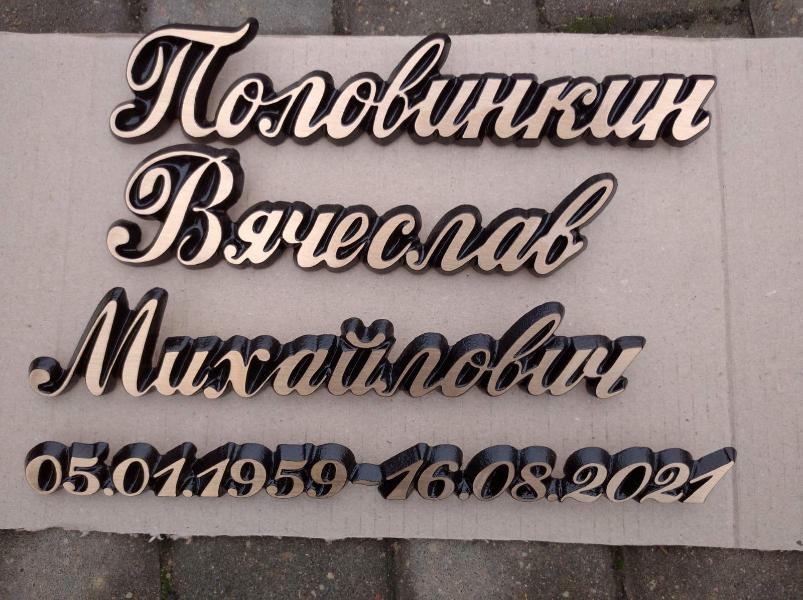 Половинкин
Вячеслав
Михайлович
05.01.1959-16.08.2021